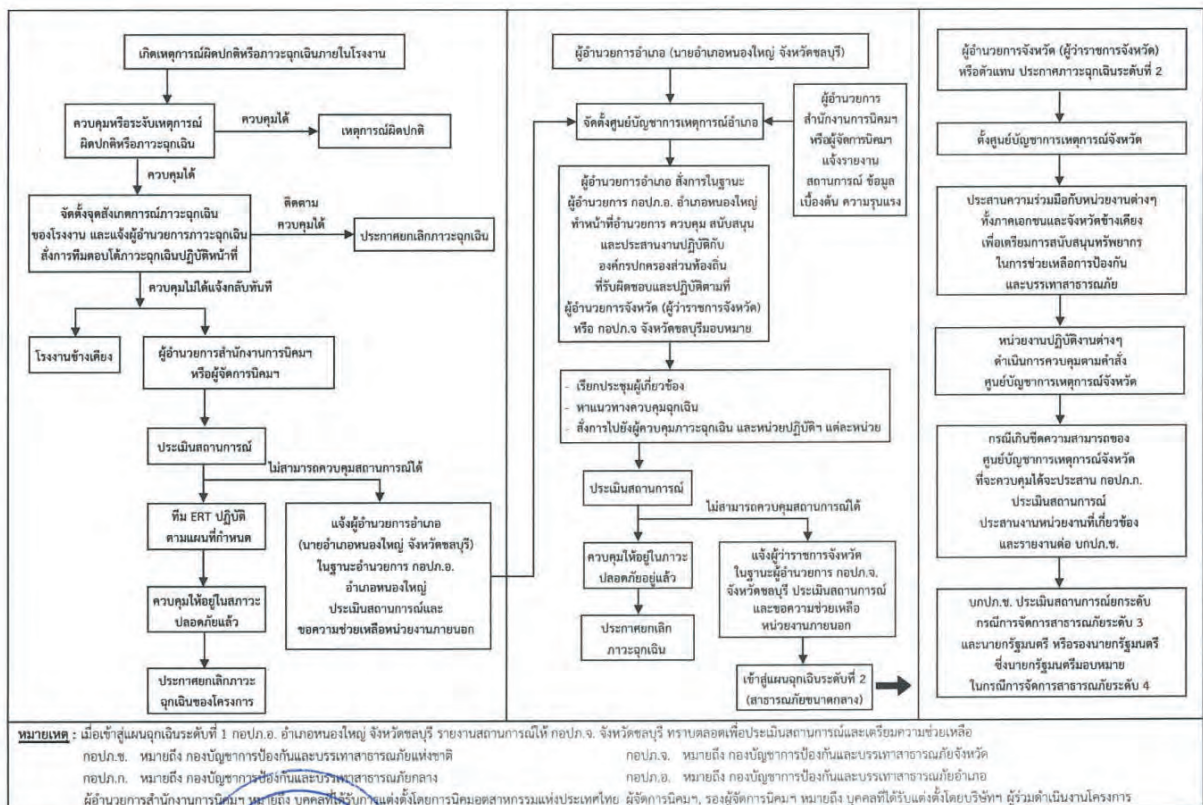 เกิดเหตุการณ์ผิดปกติหรือภาวะฉุกเฉินภายในโรงงาน
ควบคุมหรือระงับเหตุการณ์
ผิดปกติหรือภาวะฉุกเฉิน
ควบคุมได้
เหตุการณ์ผิดปกติ
ควบคุมได้
จัดตั้งจุดสังเกตการณ์ภาวะฉุกเฉิน
ของโรงงาน และแจ้งผู้อำนวยการภาวะฉุกเฉิน
สั่งการทีมตอบโต้ภาวะฉุกเฉินปฏิบัติหน้าที่
ติดตาม
ควบคุมได้
ประกาศยกเลิกภาวะฉุกเฉิน
ควบคุมไม่ได้แจ้งกลับทันที
โรงงานข้างเคียง
ผู้อำนวยการสำนักงานการนิคมฯ
หรือผู้จัดการนิคมฯ
ประเมินสถานการณ์
ไม่สามารถควบคุมสถานการณ์ได้
ทีม ERT ปฏิบัติ
ตามแผนที่กำหนด
ควบคุมให้อยู่ในสภาวะ
ปลอดภัยแล้ว
ประกาศยกเลิกภาวะ
ฉุกเฉินของโครงการ
แจ้งผู้อำนวยการอำเภอ
(นายอำเภอหนองใหญ่ จังหวัดชลบุรี)
ในฐานะอำนวยการ กอปภ.อ.
อำเภอหนองใหญ่
ประเมินสถานการณ์และ
ขอความช่วยเหลือหน่วยงานภายนอก
ผู้อำนวยการอำเภอ (นายอำเภอหนองใหญ่ จังหวัดชลบุรี)
จัดตั้งศูนย์บัญชาการเหตุการณ์อำเภอ
ผู้อำนวยการ
สำนักงานการนิคมฯ
หรือผู้จัดการนิคมฯ
แจ้งรายงาน
สถานการณ์ ข้อมูล
เบื้องต้น ความรุนแรง
ผู้อำนวยการอำเภอ สั่งการในฐานะ
ผู้อำนวยการ กอปภ.อ. อำเภอหนองใหญ่
ทำหน้าที่อำนวยการ ควบคุม สนับสนุน
และประสานงานปฏิบัติกับ
องค์กรปกครองส่วนท้องถิ่น
ที่รับผิดชอบและปฏิบัติตามที่
ผู้อำนวยการจังหวัด (ผู้ว่าราชการจังหวัด)
หรือ กอปภ.จ จังหวัดชลบุรีมอบหมาย
- เรียกประชุมผู้เกี่ยวข้อง
- หาแนวทางควบคุมฉุกเฉิน
- สั่งการไปยังผู้ควบคุมภาวะฉุกเฉิน และหน่วยปฏิบัติฯ แต่ละหน่วย
ประเมินสถานการณ์
ไม่สามารถควบคุมสถานการณ์ได้
ควบคุมให้อยู่ในภาวะ
ปลอดภัยอยู่แล้ว
ประกาศยกเลิก
ภาวะฉุกเฉิน
แจ้งผู้ว่าราชการจังหวัด
ในฐานะผู้อำนวยการ กอปภ.จ.
จังหวัดชลบุรี ประเมินสถานการณ์
และขอความช่วยเหลือ
หน่วยงานภายนอก
เข้าสู่แผนฉุกเฉินระดับที่ 2
(สาธารณภัยขนาดกลาง)
ผู้อำนวยการจังหวัด (ผู้ว่าราชการจังหวัด)
หรือตัวแทน ประกาศภาวะฉุกเฉินระดับที่ 2
ตั้งศูนย์บัญชาการเหตุการณ์จังหวัด
ประสานความร่วมมือกับหน่วยงานต่างๆ
ทั้งภาคเอกชนและจังหวัดข้างเคียง
เพื่อเตรียมการสนับสนุนทรัพยากร
ในการช่วยเหลือการป้องกัน
และบรรเทาสาธารณภัย
หน่วยงานปฏิบัติงานต่างๆ
ดำเนินการควบคุมตามคำสั่ง
ศูนย์บัญชาการเหตุการณ์จังหวัด
กรณีเกินขีดความสามารถของ
ศูนย์บัญชาการเหตุการณ์จังหวัด
ที่จะควบคุมได้จะประสาน กอปภ.ก.
ประเมินสถานการณ์
ประสานงานหน่วยงานที่เกี่ยวข้อง
และรายงานต่อ บกปภ.ช.
บกปภ.ช. ประเมินสถานการณ์ยกระดับ
กรณีการจัดการสาธารณภัยระดับ 3
และนายกรัฐมนตรี หรือรองนายกรัฐมนตรี
ซึ่งนายกรัฐมนตรีมอบหมาย
ในกรณีการจัดการสาธารณภัยระดับ 4
หมายเหตุ : เมื่อเข้าสู่แผนฉุกเฉินระดับที่ 1 กอปภ.อ. อำเภอหนองใหญ่ จังหวัดชลบุรี รายงานสถานการณ์ให้ กอปภ.จ. จังหวัดชลบุรี ทราบตลอดเพื่อประเมินสถานการณ์และเตรียมความช่วยเหลือ
กอปภ.ช. หมายถึง กองบัญชาการป้องกันและบรรเทาสาธารณภัยแห่งชาติ
กอปภ.จ. หมายถึง กองบัญชาการป้องกันและบรรเทาสาธารณภัยจังหวัด
กอปภ.ก. หมายถึง กองบัญชาการป้องกันและบรรเทาสาธารณภัยกลาง
กอปภ.อ. หมายถึง กองบัญชาการป้องกันและบรรเทาสาธารณภัยอำเภอ
ผู้อำนวยการสำนักงานการนิคมฯ หมายถึง บุคคลที่ได้รับการแต่งตั้งโดยการนิคมอุตสาหกรรมแห่งประเทศไทย ผู้จัดการนิคมฯ, รองผู้จัดการนิคมฯ หมายถึง บุคคลที่ได้รับแต่งตั้งโดยบริษัทฯ ผู้ร่วมดำเนินงานโครงการ